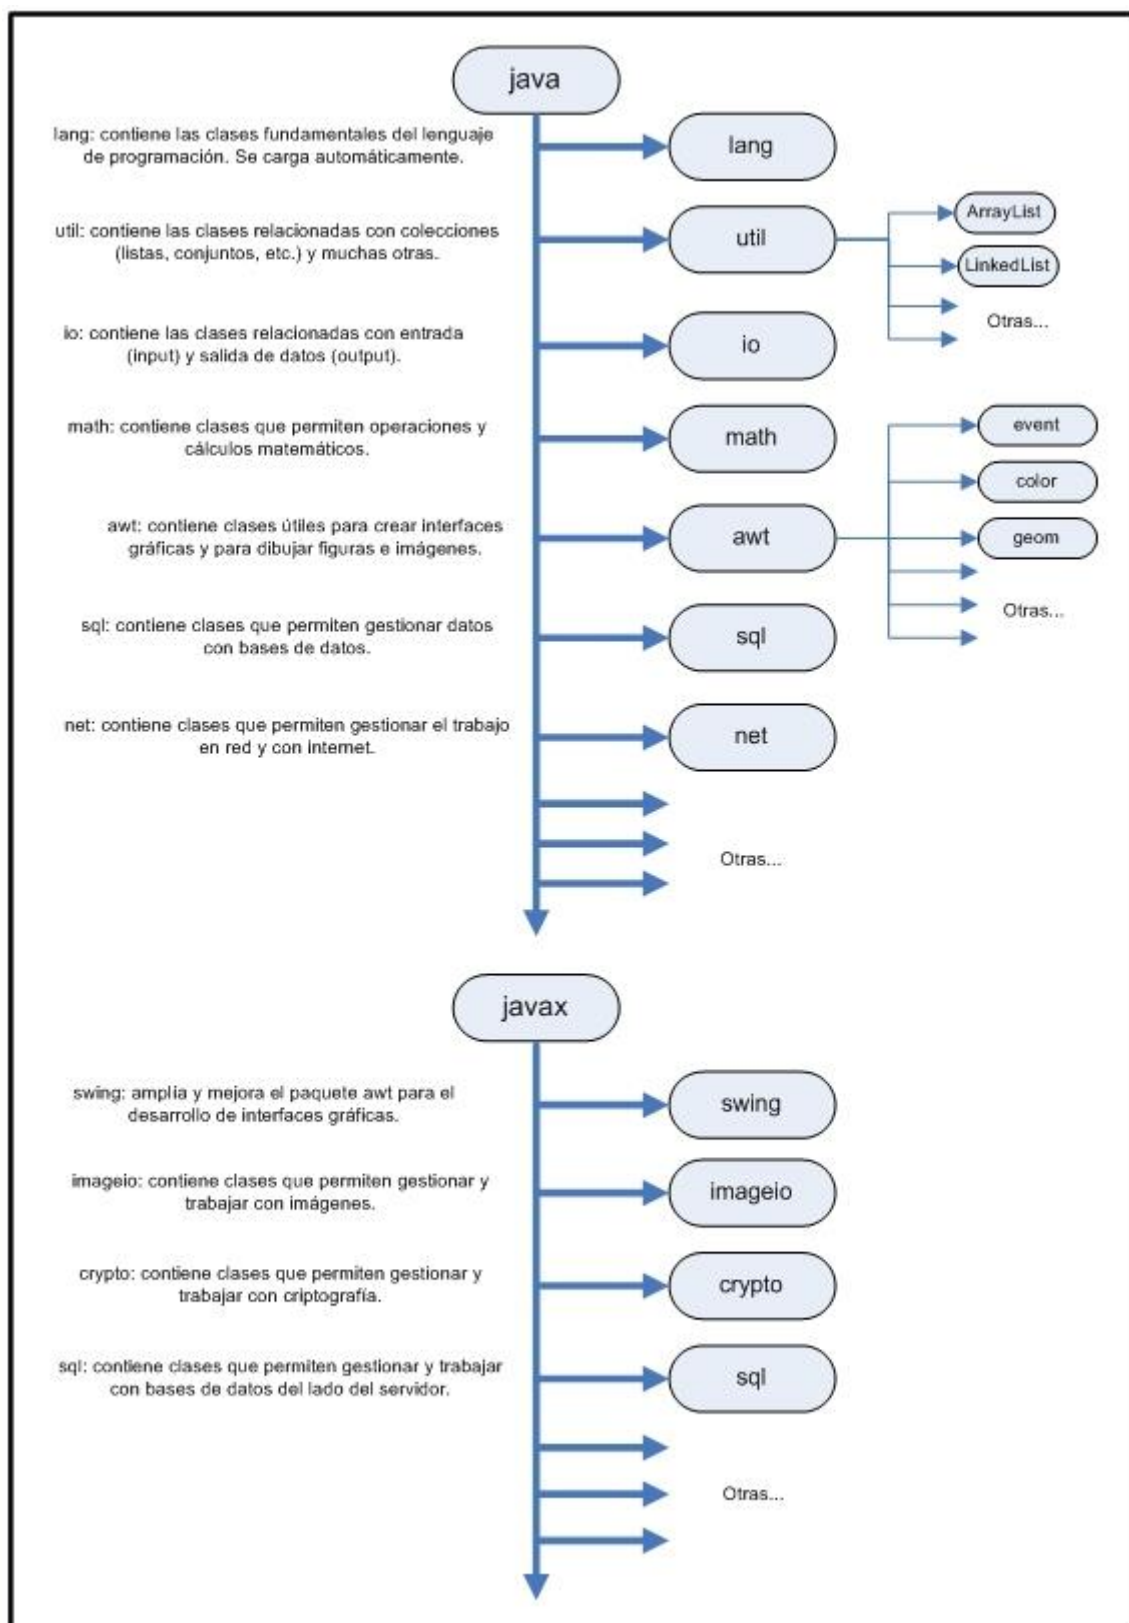 java
lang: contiene las clases fundamentales del lenguaje
de programación. Se carga automáticamente.
lang
util: contiene las clases relacionadas con colecciones
(listas, conjuntos, etc.) y muchas otras.
util
ArrayList
LinkedList
Otras...
io: contiene las clases relacionadas con entrada
(input) y salida de datos (output).
io
math: contiene clases que permiten operaciones y
cálculos matemáticos.
math
event
color
geom
Otras...
awt: contiene clases útiles para crear interfaces
gráficas y para dibujar figuras e imágenes.
awt
sql: contiene clases que permiten gestionar datos
con bases de datos.
sql
net: contiene clases que permiten gestionar el trabajo
en red y con internet.
net
Otras...
javax
swing: amplía y mejora el paquete awt para el
desarrollo de interfaces gráficas.
swing
imageio: contiene clases que permiten gestionar y
trabajar con imágenes.
imageio
crypto: contiene clases que permiten gestionar y
trabajar con criptografía.
crypto
sql: contiene clases que permiten gestionar y trabajar
con bases de datos del lado del servidor.
sql
Otras...